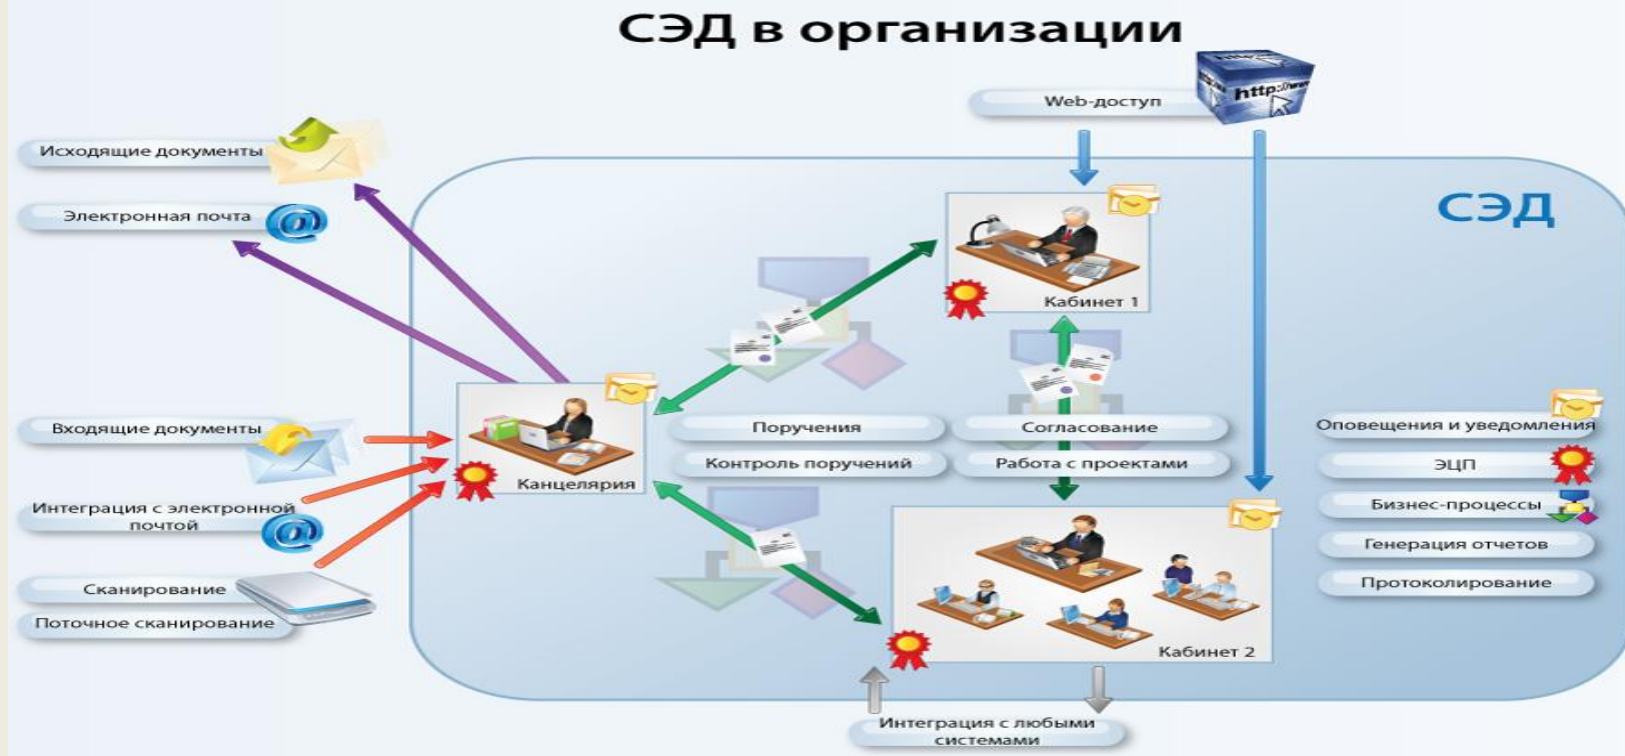 СЭД в организации
Web-доступ
http://www
Исходящие документы
Электронная почта
СЭД
Кабинет 1
Входящие документы
Поручения
Согласование
Оповещения и уведомления
Контроль поручений
Работа с проектами
ЭЦП
Канцелярия
Интеграция с электронной
почтой
Бизнес-процессы
Генерация отчетов
Сканирование
Протоколирование
Поточное сканирование
Кабинет 2
Интеграция с любыми
системами